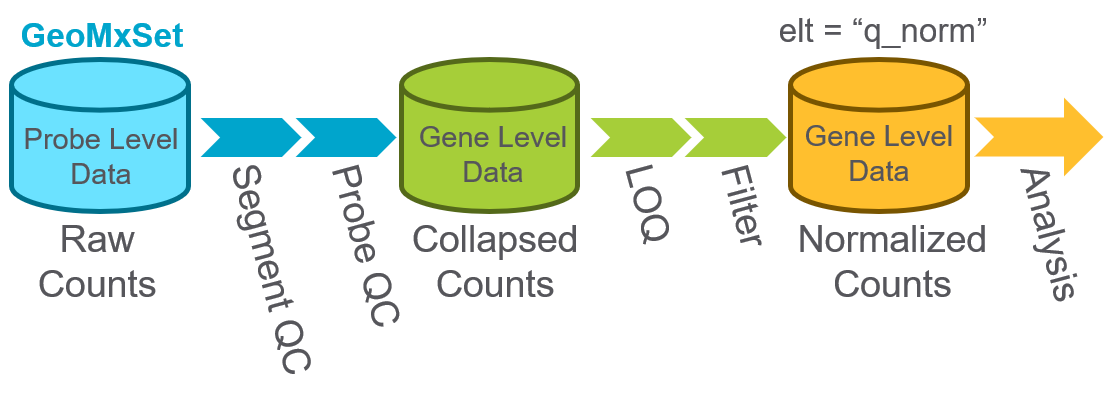 GeoMxSet
Probe Level
Data
Raw
Counts
Segment QC
Probe QC
Gene Level
Data
Collapsed
Counts
LOQ
Filter
elt = “q_norm”
Gene Level
Data
Normalized
Counts
Analysis